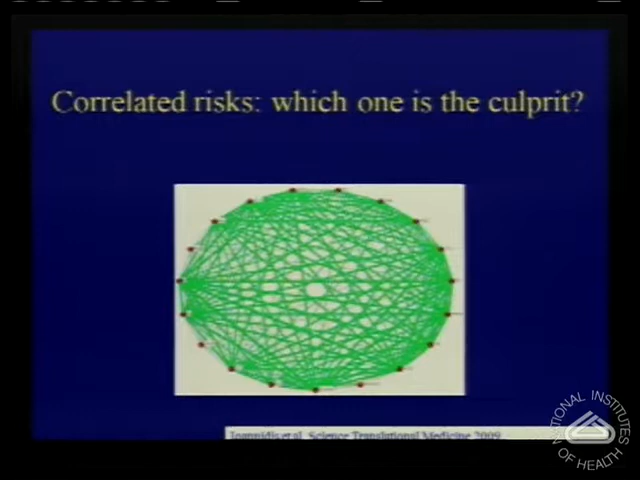 Correlated risks: which one is the culprit?
Ioannidis et al, Science Translational Medicine 2009
NATIONAL INSTITUTES
OF HEALTH